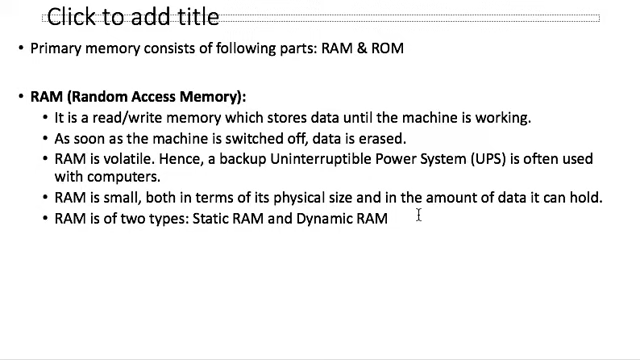 Click to add title
• Primary memory consists of following parts: RAM & ROM
• RAM (Random Access Memory):
• It is a read/write memory which stores data until the machine is working.
• As soon as the machine is switched off, data is erased.
• RAM is volatile. Hence, a backup Uninterruptible Power System (UPS) is often used
with computers.
• RAM is small, both in terms of its physical size and in the amount of data it can hold.
• RAM is of two types: Static RAM and Dynamic RAM